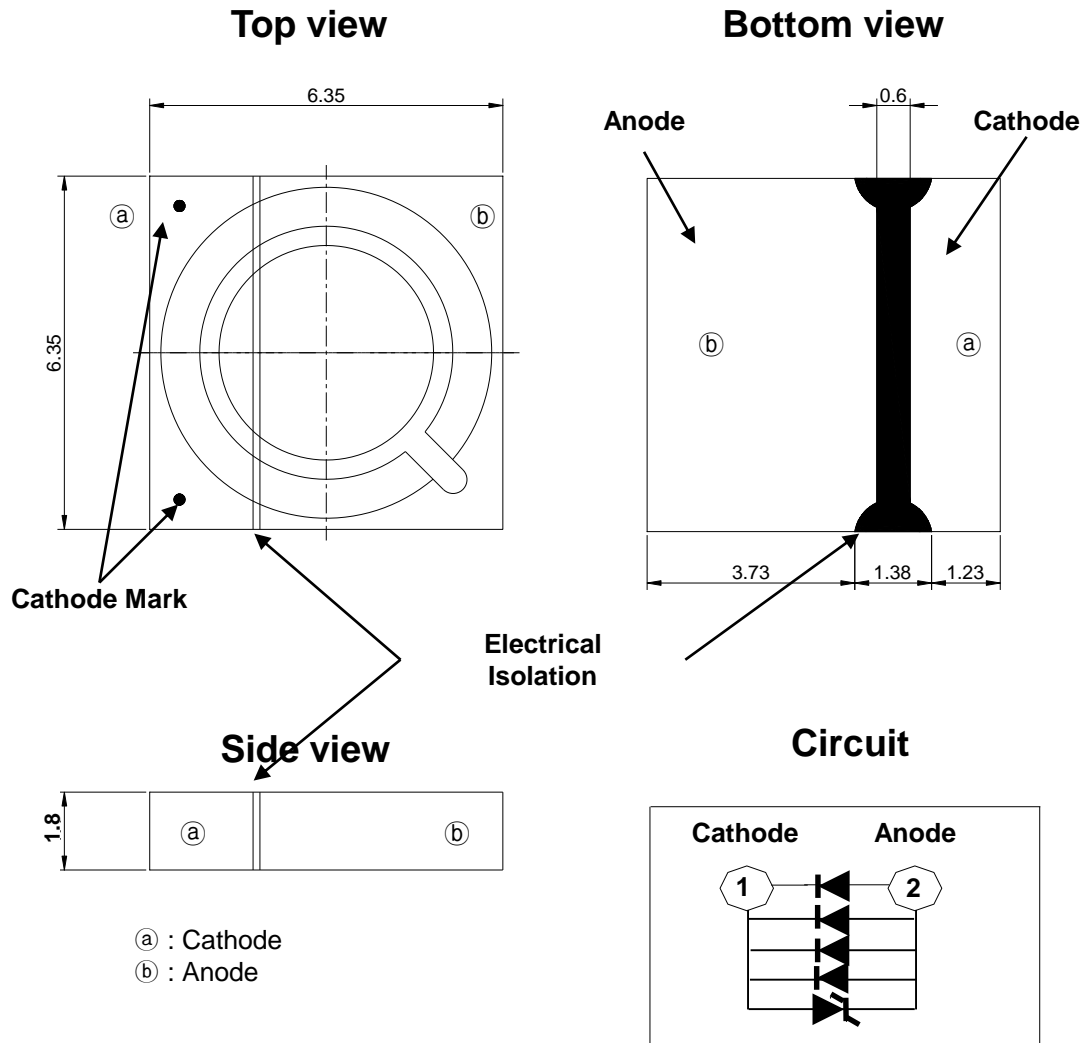 Top view
6.35
6.35
ⓐ
ⓑ
Cathode Mark
Bottom view
0.6
Anode
Cathode
ⓑ
ⓐ
3.73
1.38
1.23
Electrical
Isolation
Side view
1.8
ⓐ
ⓑ
ⓐ : Cathode
ⓑ : Anode
Circuit
Cathode
Anode
1
2